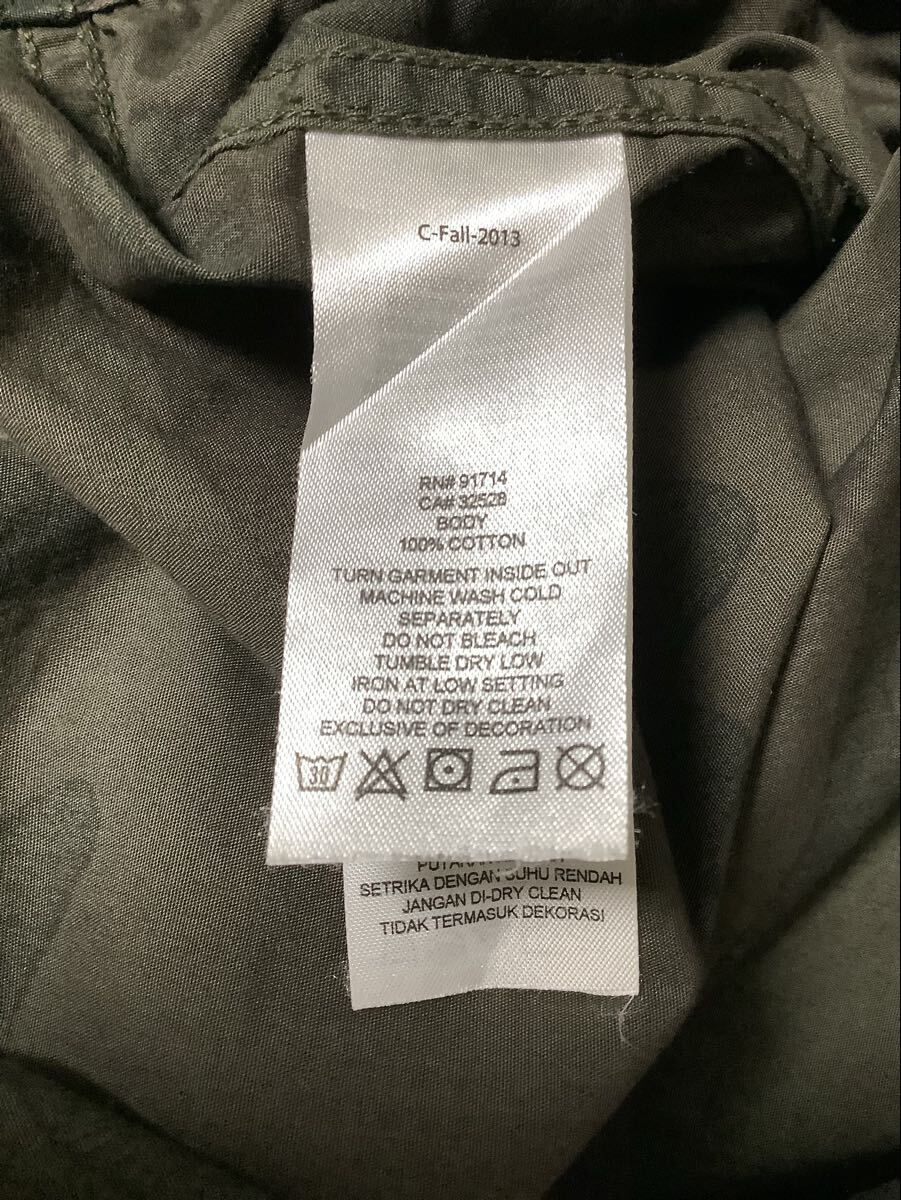 C-Fall-2013
RN# 91714
CA# 32528
BODY
100% COTTON
TURN GARMENT INSIDE OUT
MACHINE WASH COLD
SEPARATELY
DO NOT BLEACH
TUMBLE DRY LOW
IRON AT LOW SETTING
DO NOT DRY CLEAN
EXCLUSIVE OF DECORATION
30
SETRIKA DENGAN SUHU RENDAH
JANGAN DI-DRY CLEAN
TIDAK TERMASUK DEKORASI